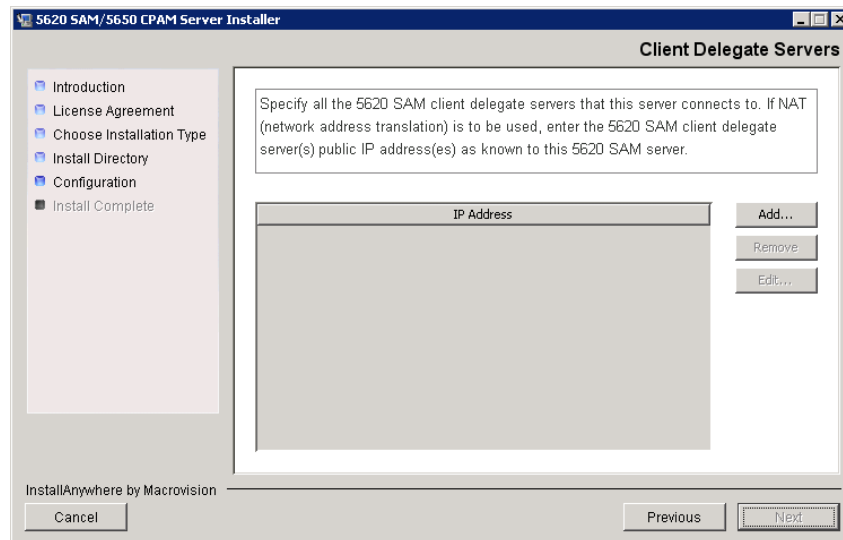 5620 SAM/5650 CPAM Server Installer
Client Delegate Servers
Introduction
License Agreement
Choose Installation Type
Install Directory
Configuration
Install Complete
Specify all the 5620 SAM client delegate servers that this server connects to. If NAT
(network address translation) is to be used, enter the 5620 SAM client delegate
server(s) public IP address(es) as known to this 5620 SAM server.
IP Address
Add...
Remove
Edit...
InstallAnywhere by Macrovision
Cancel
Previous
Next